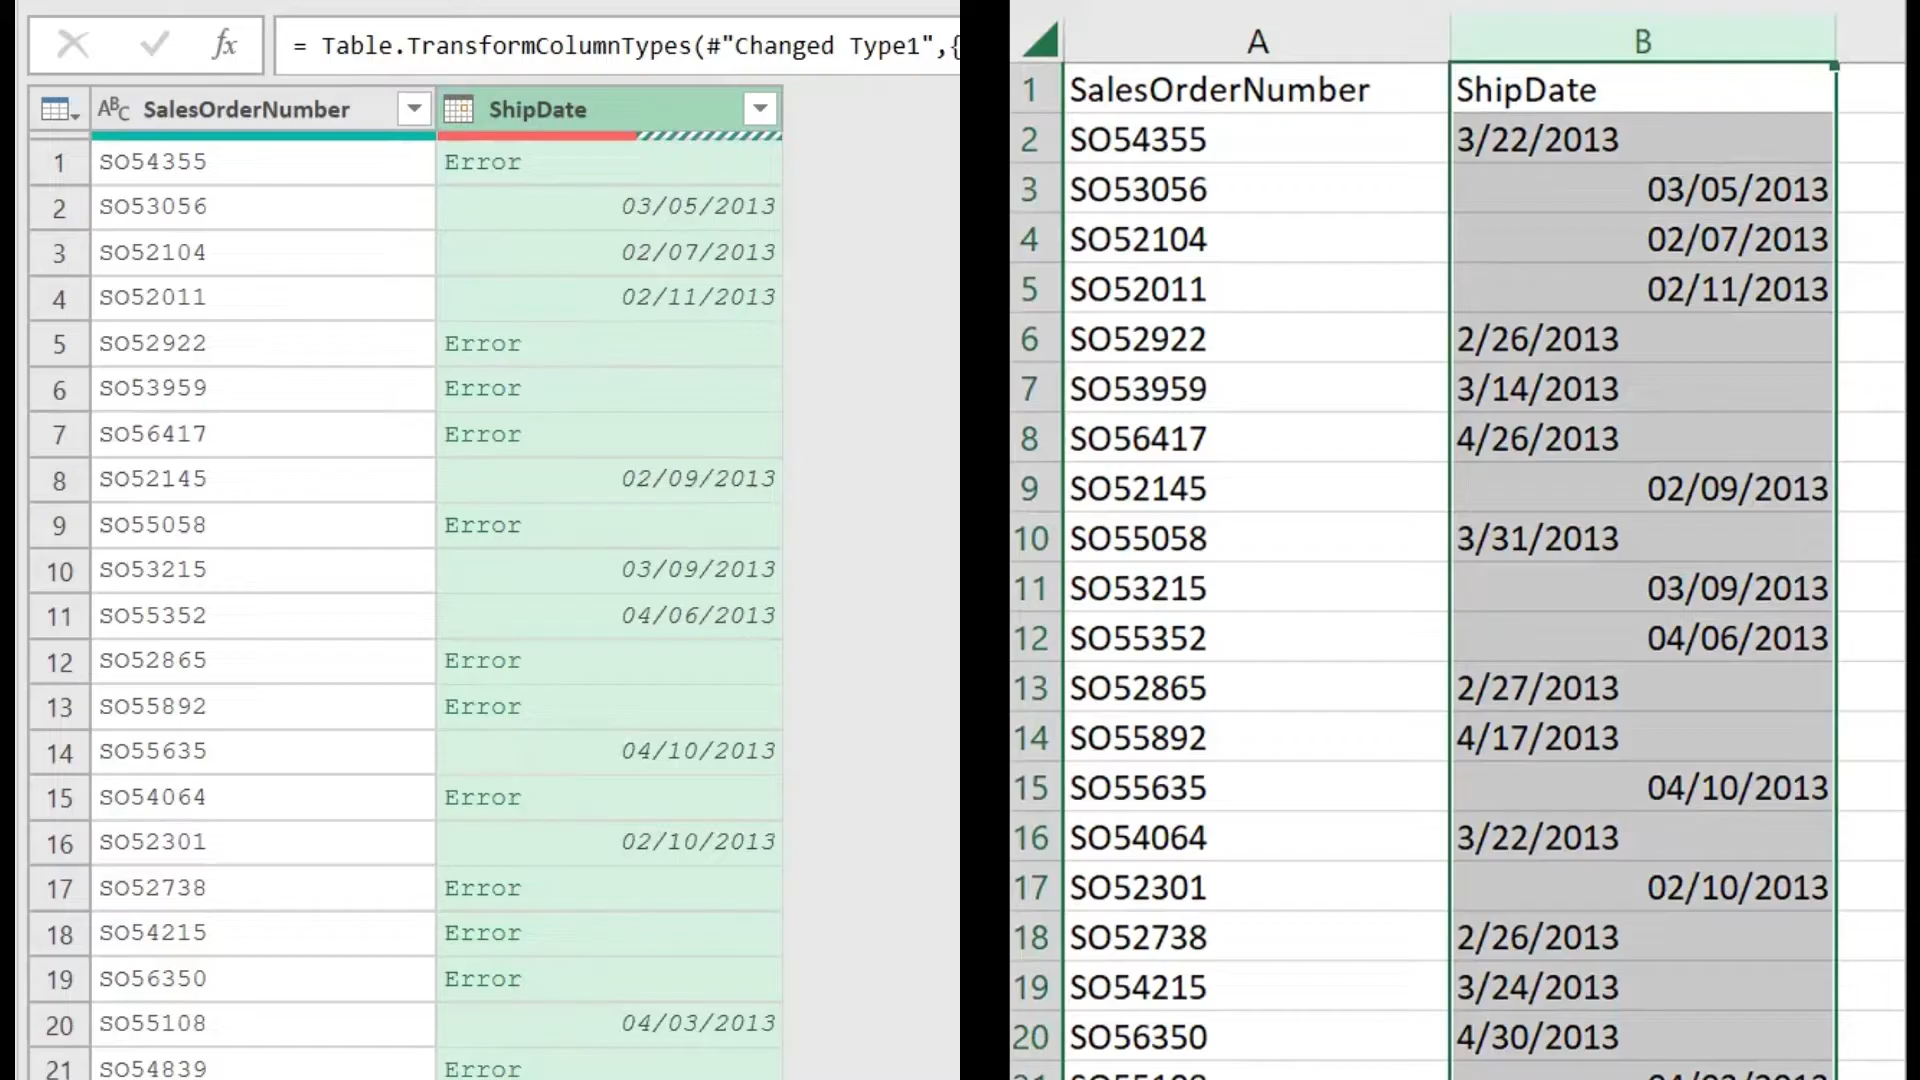 fx = Table.TransformColumnTypes(#"Changed Type1",{
ABC SalesOrderNumber ShipDate
1 SO54355 Error
2 SO53056 03/05/2013
3 SO52104 02/07/2013
4 SO52011 02/11/2013
5 SO52922 Error
6 SO53959 Error
7 SO56417 Error
8 SO52145 02/09/2013
9 SO55058 Error
10 SO53215 03/09/2013
11 SO55352 04/06/2013
12 SO52865 Error
13 SO55892 Error
14 SO55635 04/10/2013
15 SO54064 Error
16 SO52301 02/10/2013
17 SO52738 Error
18 SO54215 Error
19 SO56350 Error
20 SO55108 04/03/2013
21 SO54839 Error
A B
1 SalesOrderNumber ShipDate
2 SO54355 3/22/2013
3 SO53056 03/05/2013
4 SO52104 02/07/2013
5 SO52011 02/11/2013
6 SO52922 2/26/2013
7 SO53959 3/14/2013
8 SO56417 4/26/2013
9 SO52145 02/09/2013
10 SO55058 3/31/2013
11 SO53215 03/09/2013
12 SO55352 04/06/2013
13 SO52865 2/27/2013
14 SO55892 4/17/2013
15 SO55635 04/10/2013
16 SO54064 3/22/2013
17 SO52301 02/10/2013
18 SO52738 2/26/2013
19 SO54215 3/24/2013
20 SO56350 4/30/2013